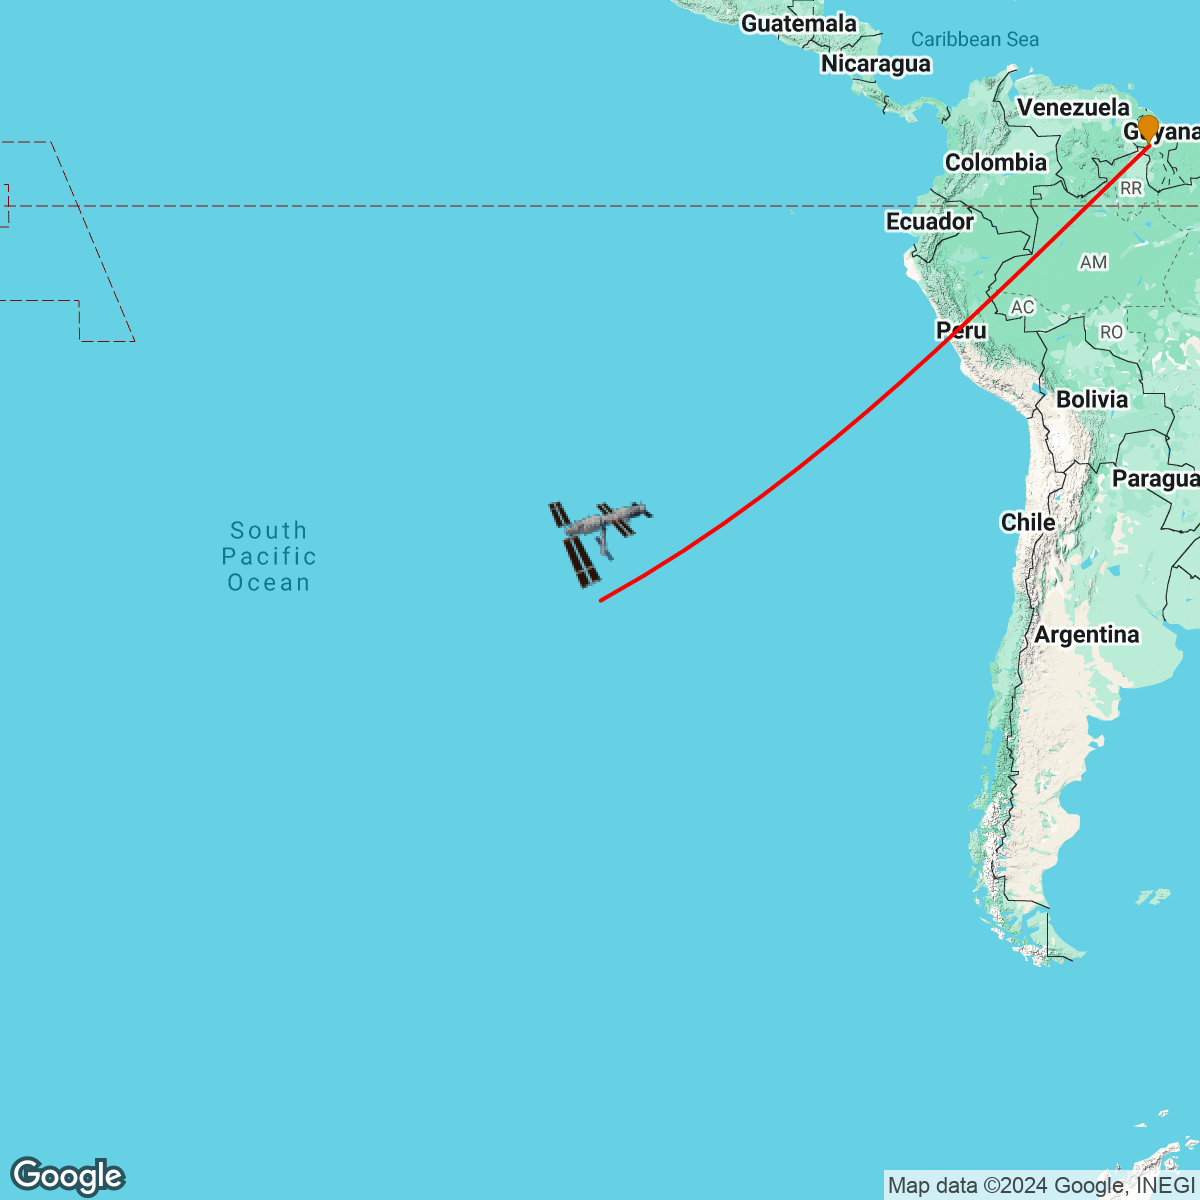 Guatemala
Caribbean Sea
Nicaragua
Venezuela
Guyana
Colombia
RR
Ecuador
AM
AC
Peru
RO
Bolivia
Paragua
Chile
South
Pacific
Ocean
Argentina
Google
Map data ©2024 Google, INEGI